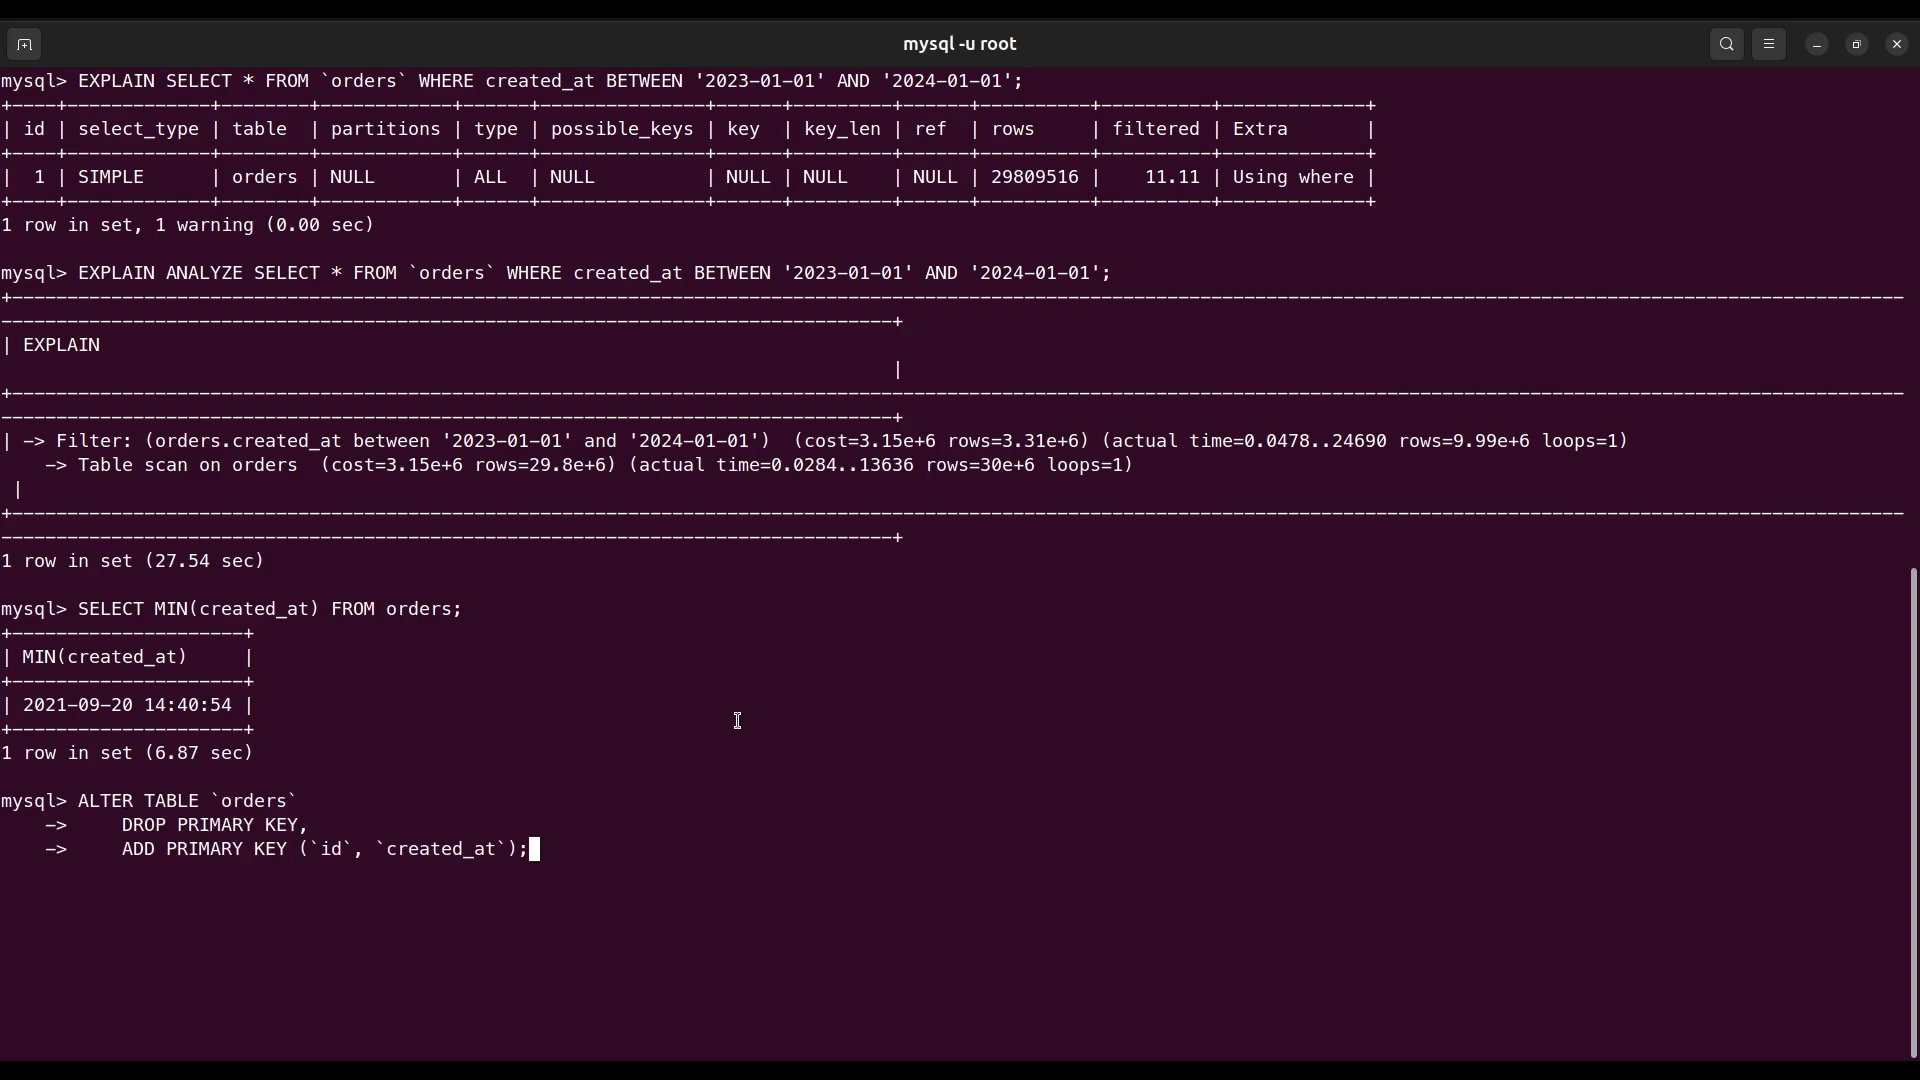 mysql -u root
mysql> EXPLAIN SELECT * FROM `orders` WHERE created_at BETWEEN '2023-01-01' AND '2024-01-01';
+----+-------------+--------+------------+------+---------------+------+---------+------+----------+----------+-------------+
| id | select_type | table  | partitions | type | possible_keys | key  | key_len | ref  | rows     | filtered | Extra       |
+----+-------------+--------+------------+------+---------------+------+---------+------+----------+----------+-------------+
|  1 | SIMPLE      | orders | NULL       | ALL  | NULL          | NULL | NULL    | NULL | 29809516 |    11.11 | Using where |
+----+-------------+--------+------------+------+---------------+------+---------+------+----------+----------+-------------+
1 row in set, 1 warning (0.00 sec)
mysql> EXPLAIN ANALYZE SELECT * FROM `orders` WHERE created_at BETWEEN '2023-01-01' AND '2024-01-01';
| EXPLAIN
|
| -> Filter: (orders.created_at between '2023-01-01' and '2024-01-01')  (cost=3.15e+6 rows=3.31e+6) (actual time=0.0478..24690 rows=9.99e+6 loops=1)
    -> Table scan on orders  (cost=3.15e+6 rows=29.8e+6) (actual time=0.0284..13636 rows=30e+6 loops=1)
|
1 row in set (27.54 sec)
mysql> SELECT MIN(created_at) FROM orders;
+---------------------+
| MIN(created_at)     |
+---------------------+
| 2021-09-20 14:40:54 |
+---------------------+
1 row in set (6.87 sec)
mysql> ALTER TABLE `orders`
    ->     DROP PRIMARY KEY,
    ->     ADD PRIMARY KEY (`id`, `created_at`);